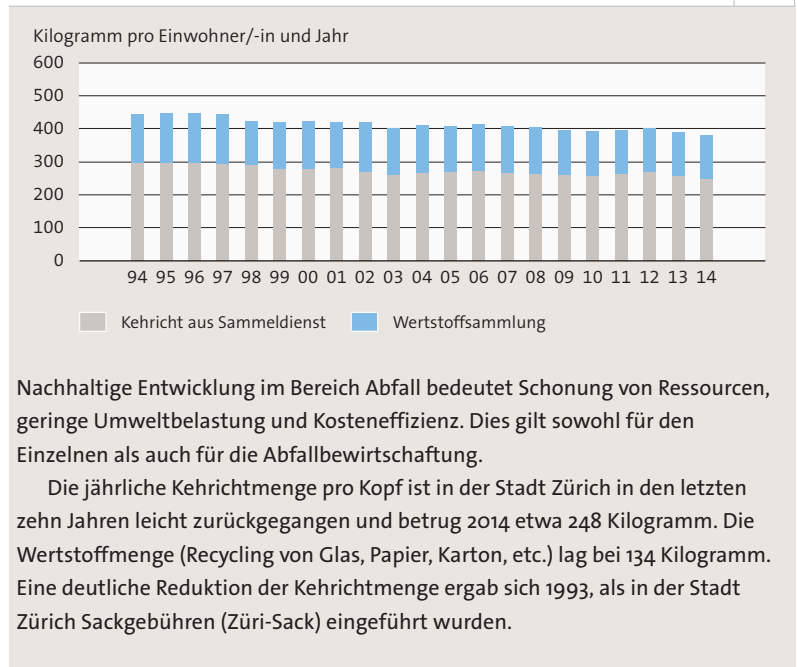 Kilogramm pro Einwohner/-in und Jahr
600
500
400
300
200
100
0
94 95 96 97 98 99 00 01 02 03 04 05 06 07 08 09 10 11 12 13 14
Kehricht aus Sammeldienst Wertstoffsammlung
Nachhaltige Entwicklung im Bereich Abfall bedeutet Schonung von Ressourcen,
geringe Umweltbelastung und Kosteneffizienz. Dies gilt sowohl für den
Einzelnen als auch für die Abfallbewirtschaftung.
Die jährliche Kehrichtmenge pro Kopf ist in der Stadt Zürich in den letzten
zehn Jahren leicht zurückgegangen und betrug 2014 etwa 248 Kilogramm. Die
Wertstoffmenge (Recycling von Glas, Papier, Karton, etc.) lag bei 134 Kilogramm.
Eine deutliche Reduktion der Kehrichtmenge ergab sich 1993, als in der Stadt
Zürich Sackgebühren (Züri-Sack) eingeführt wurden.